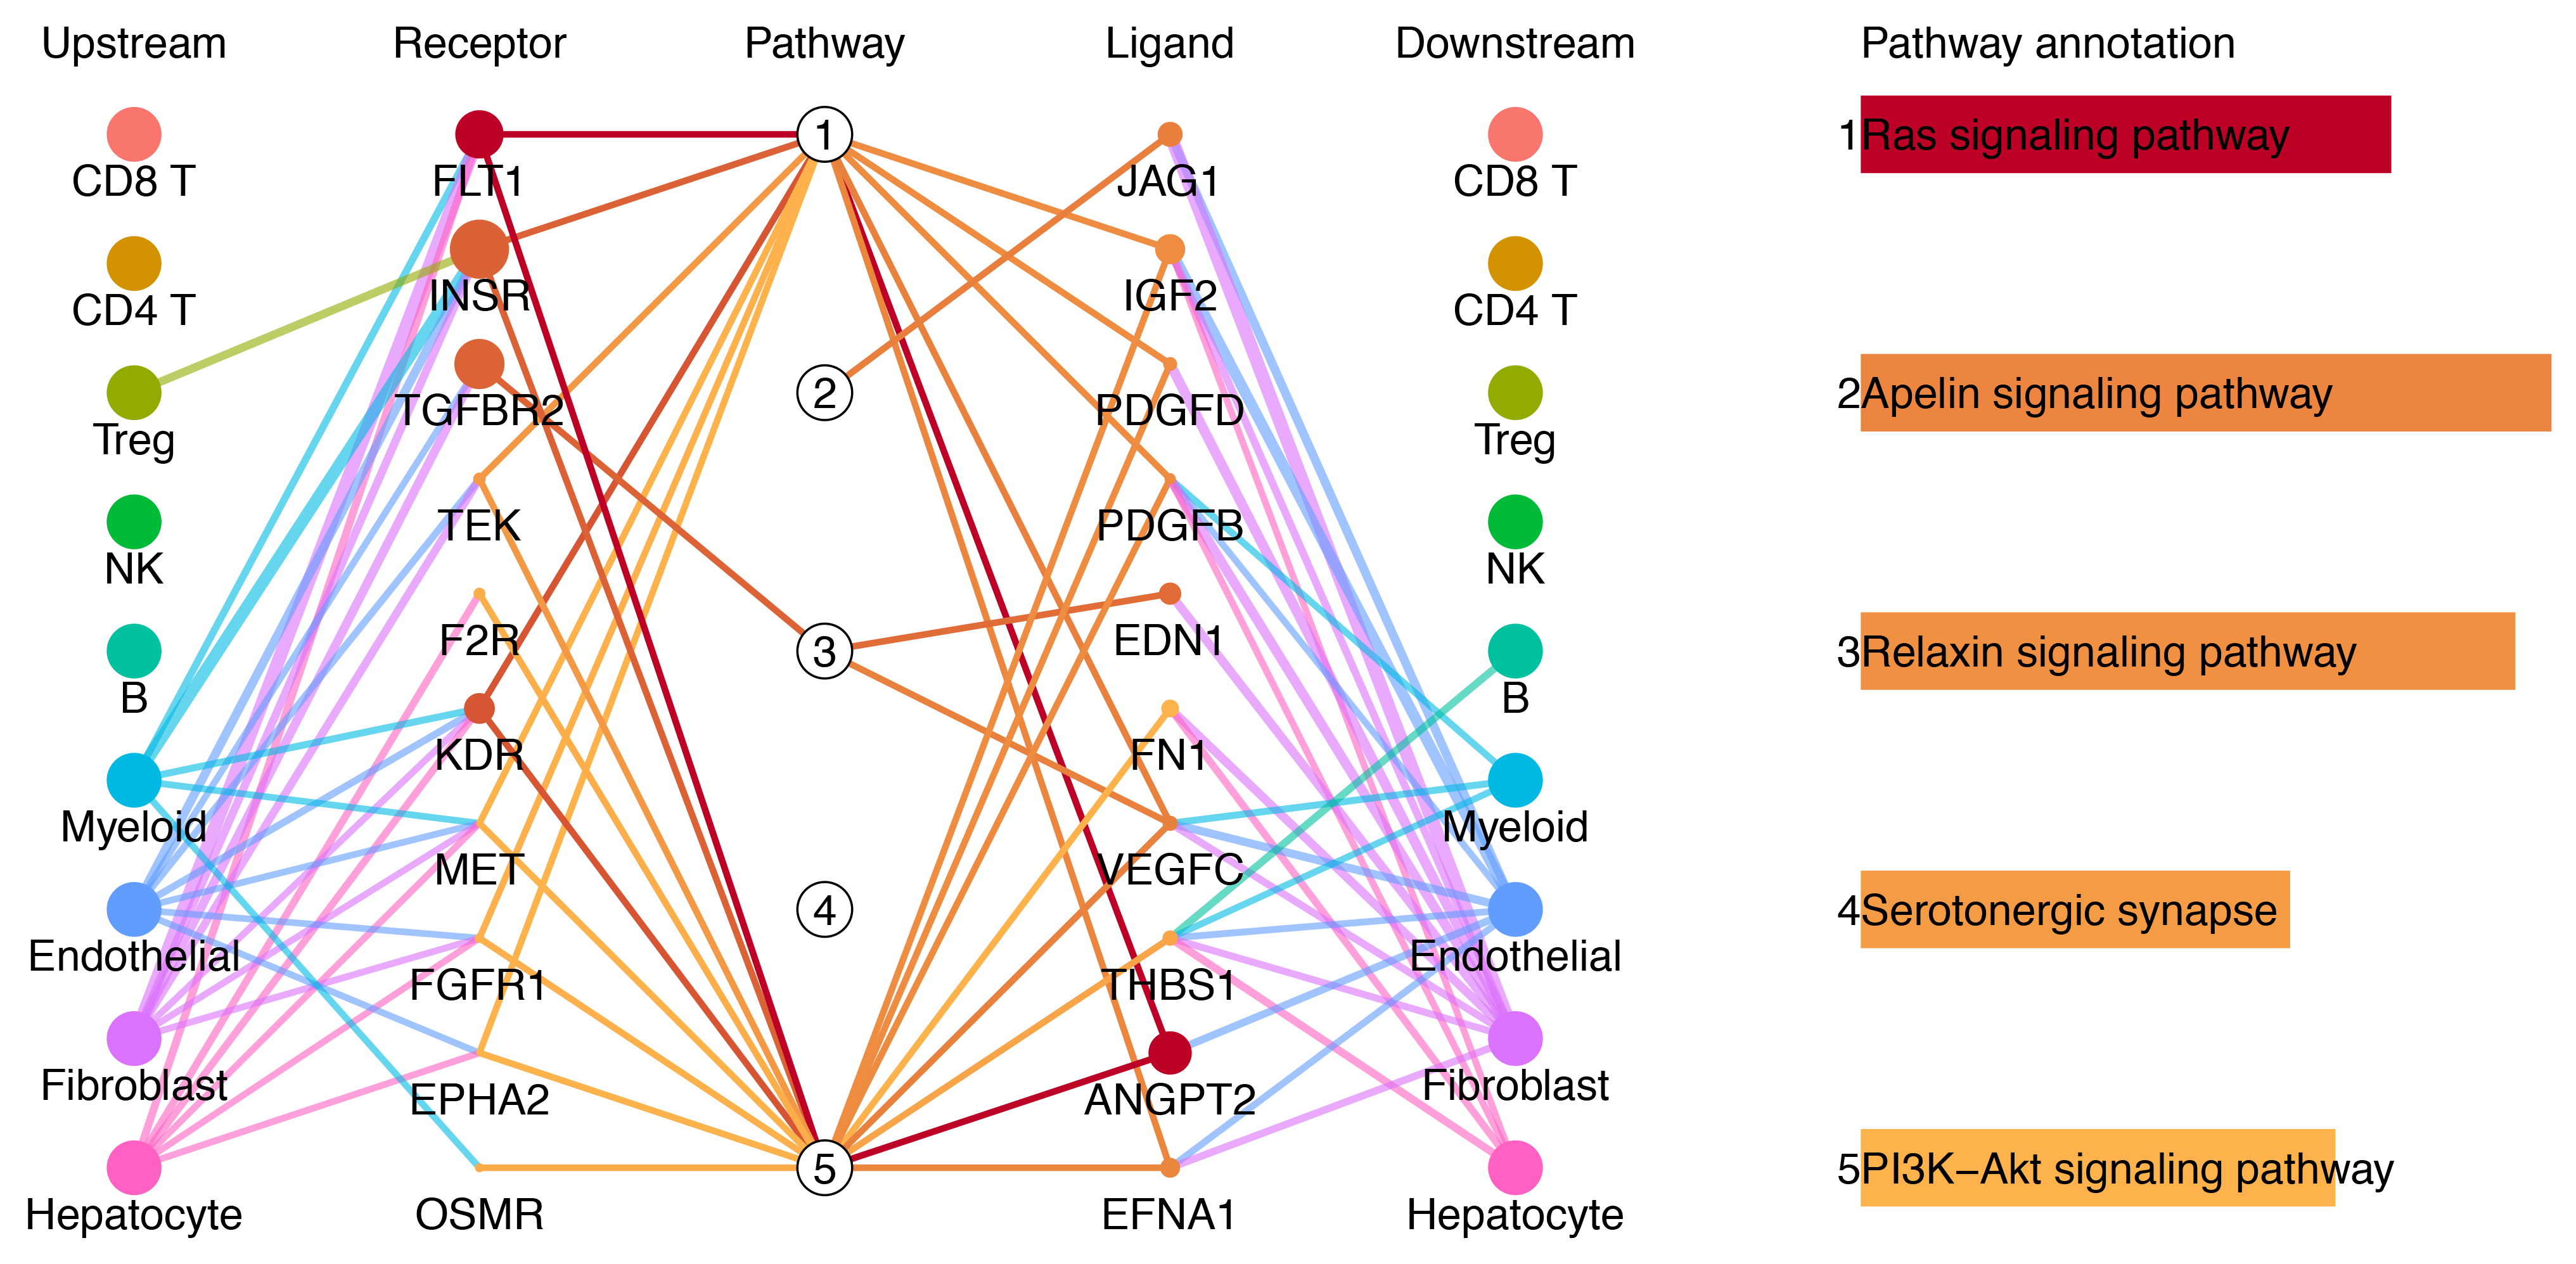 Upstream Receptor Pathway Ligand Downstream Pathway annotation
CD8 T
CD4 T
Treg
NK
B
Myeloid
Endothelial
Fibroblast
Hepatocyte
FLT1
INSR
TGFBR2
TEK
F2R
KDR
MET
FGFR1
EPHA2
OSMR
1
2
3
4
5
JAG1
IGF2
PDGFD
PDGFB
EDN1
FN1
VEGFC
THBS1
ANGPT2
EFNA1
CD8 T
CD4 T
Treg
NK
B
Myeloid
Endothelial
Fibroblast
Hepatocyte
1 Ras signaling pathway
2 Apelin signaling pathway
3 Relaxin signaling pathway
4 Serotonergic synapse
5 PI3K−Akt signaling pathway